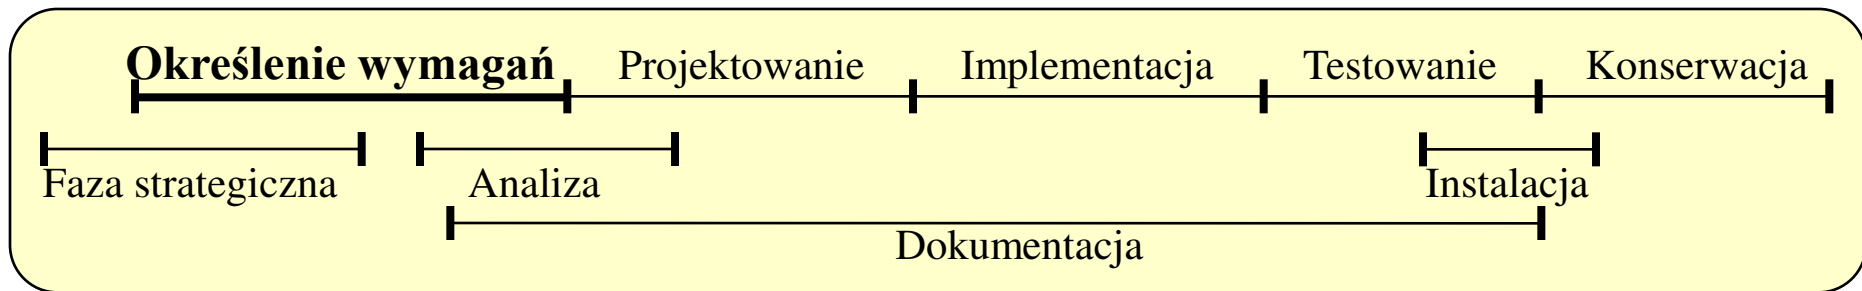 Określenie wymagań Projektowanie Implementacja Testowanie Konserwacja
Faza strategiczna Analiza Instalacja
Dokumentacja